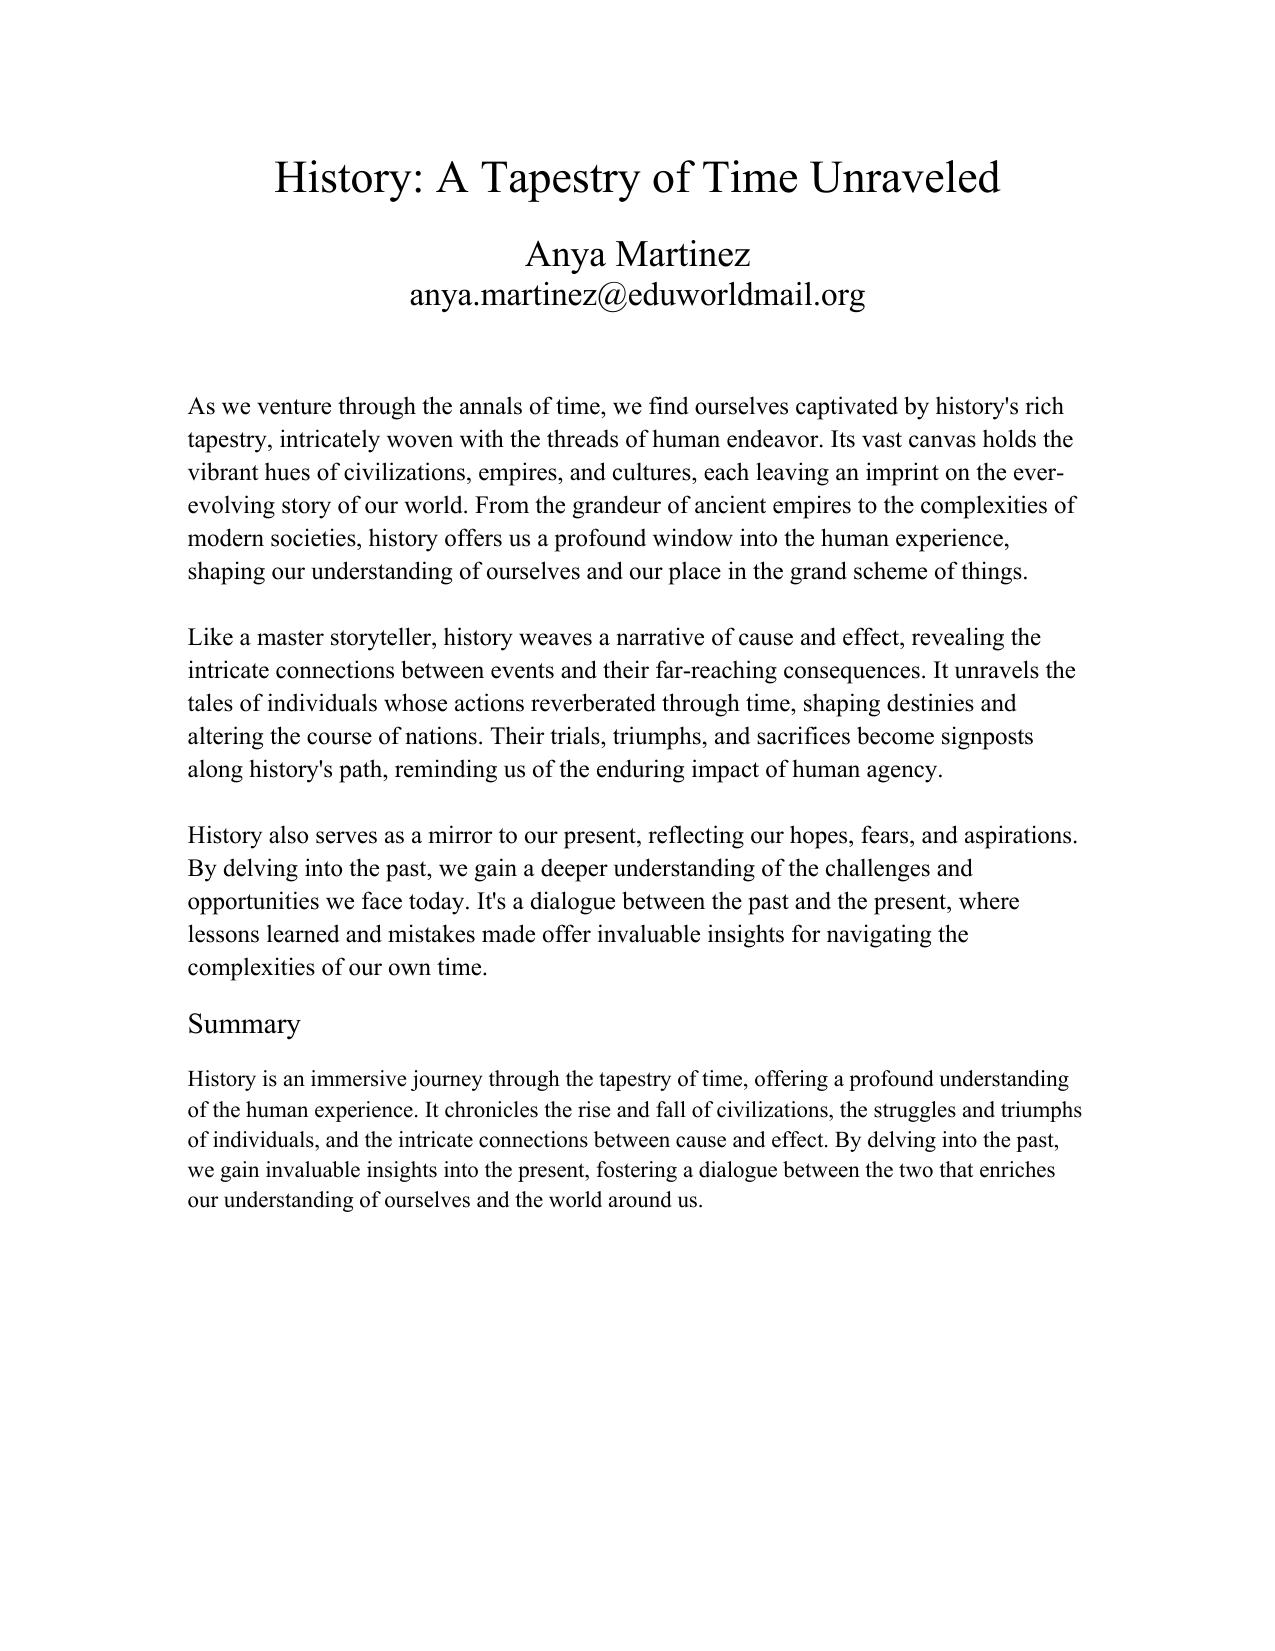 History: A Tapestry of Time Unraveled
Anya Martinez
anya.martinez@eduworldmail.org
As we venture through the annals of time, we find ourselves captivated by history's rich
tapestry, intricately woven with the threads of human endeavor. Its vast canvas holds the
vibrant hues of civilizations, empires, and cultures, each leaving an imprint on the ever-
evolving story of our world. From the grandeur of ancient empires to the complexities of
modern societies, history offers us a profound window into the human experience,
shaping our understanding of ourselves and our place in the grand scheme of things.
Like a master storyteller, history weaves a narrative of cause and effect, revealing the
intricate connections between events and their far-reaching consequences. It unravels the
tales of individuals whose actions reverberated through time, shaping destinies and
altering the course of nations. Their trials, triumphs, and sacrifices become signposts
along history's path, reminding us of the enduring impact of human agency.
History also serves as a mirror to our present, reflecting our hopes, fears, and aspirations.
By delving into the past, we gain a deeper understanding of the challenges and
opportunities we face today. It's a dialogue between the past and the present, where
lessons learned and mistakes made offer invaluable insights for navigating the
complexities of our own time.
Summary
History is an immersive journey through the tapestry of time, offering a profound understanding
of the human experience. It chronicles the rise and fall of civilizations, the struggles and triumphs
of individuals, and the intricate connections between cause and effect. By delving into the past,
we gain invaluable insights into the present, fostering a dialogue between the two that enriches
our understanding of ourselves and the world around us.